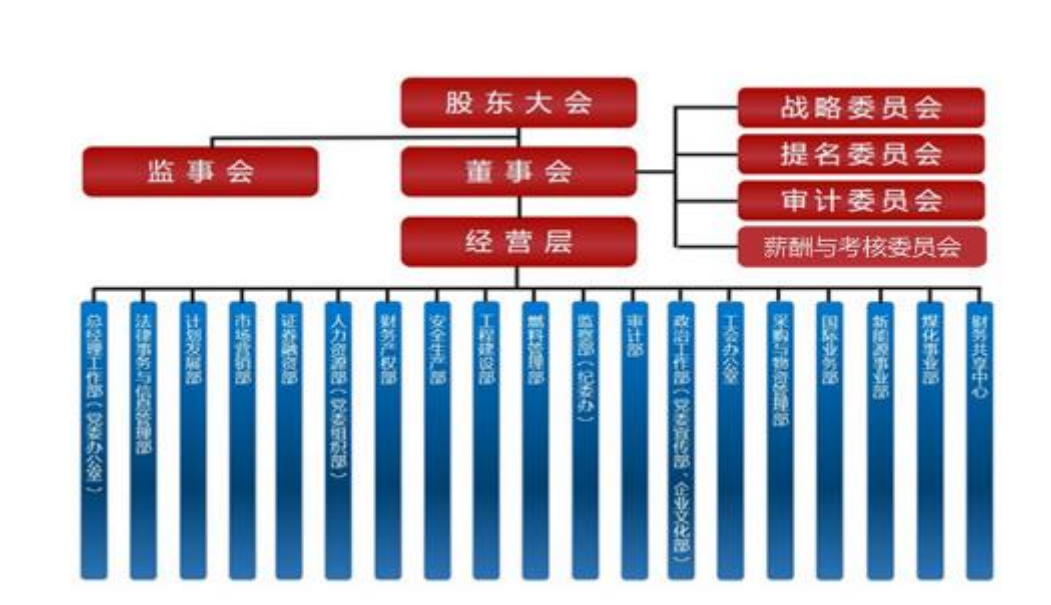 股东大会
战略委员会
监事会
董事会
提名委员会
审计委员会
经营层
薪酬与考核委员会
总经理工作部（党委办公室）
法律事务与信息管理部
计划发展部
市场营销部
证券融资部
人力资源部（党委组织部）
财务产权部
安全生产部
工程建设部
燃料管理部
监察部（纪委办）
审计部
政治工作部（党委宣传部、企业文化部）
工会办公室
采购与物资管理部
国际业务部
新能源事业部
煤化事业部
财务共享中心